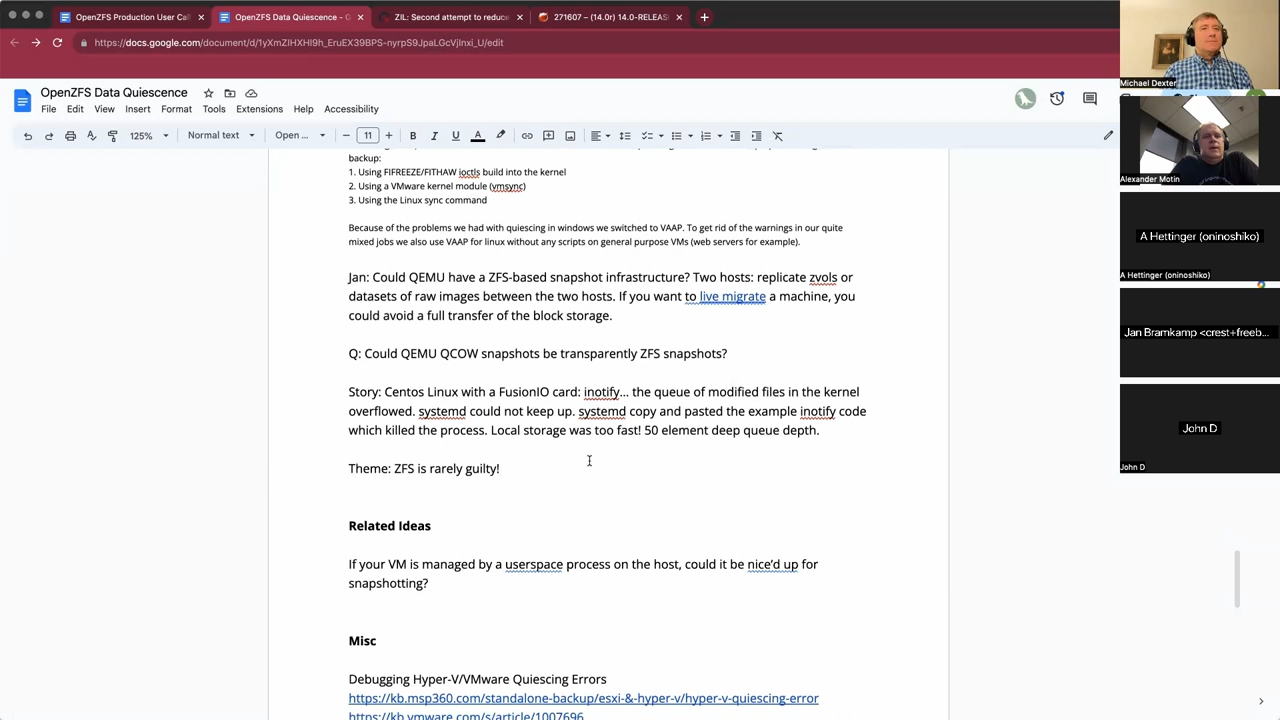 OpenZFS Production User Cal
OpenZFS Data Quiescence - G
ZIL: Second attempt to reduc
271607 – (14.0r) 14.0-RELEAS
https://docs.google.com/document/d/1yXmZIHXHI9h_EruEX39BPS-nyrpS9JpaLGcVjInxi_U/edit
OpenZFS Data Quiescence
File Edit View Insert Format Tools Extensions Help Accessibility
125% Normal text Open ... 11
backup:
1. Using FIFREEZE/FITHAW ioctls build into the kernel
2. Using a VMware kernel module (vmsync)
3. Using the Linux sync command
Because of the problems we had with quiescing in windows we switched to VAAP. To get rid of the warnings in our quite
mixed jobs we also use VAAP for linux without any scripts on general purpose VMs (web servers for example).
Jan: Could QEMU have a ZFS-based snapshot infrastructure? Two hosts: replicate zvols or
datasets of raw images between the two hosts. If you want to live migrate a machine, you
could avoid a full transfer of the block storage.
Q: Could QEMU QCOW snapshots be transparently ZFS snapshots?
Story: Centos Linux with a FusionIO card: inotify... the queue of modified files in the kernel
overflowed. systemd could not keep up. systemd copy and pasted the example inotify code
which killed the process. Local storage was too fast! 50 element deep queue depth.
Theme: ZFS is rarely guilty!
Related Ideas
If your VM is managed by a userspace process on the host, could it be nice'd up for
snapshotting?
Misc
Debugging Hyper-V/VMware Quiescing Errors
https://kb.msp360.com/standalone-backup/esxi-&-hyper-v/hyper-v-quiescing-error
https://kb.vmware.com/s/article/1007696
Michael Dexter
Alexander Motin
A Hettinger (oninoshiko)
A Hettinger (oninoshiko)
Jan Bramkamp <crest+freeb...
John D
John D